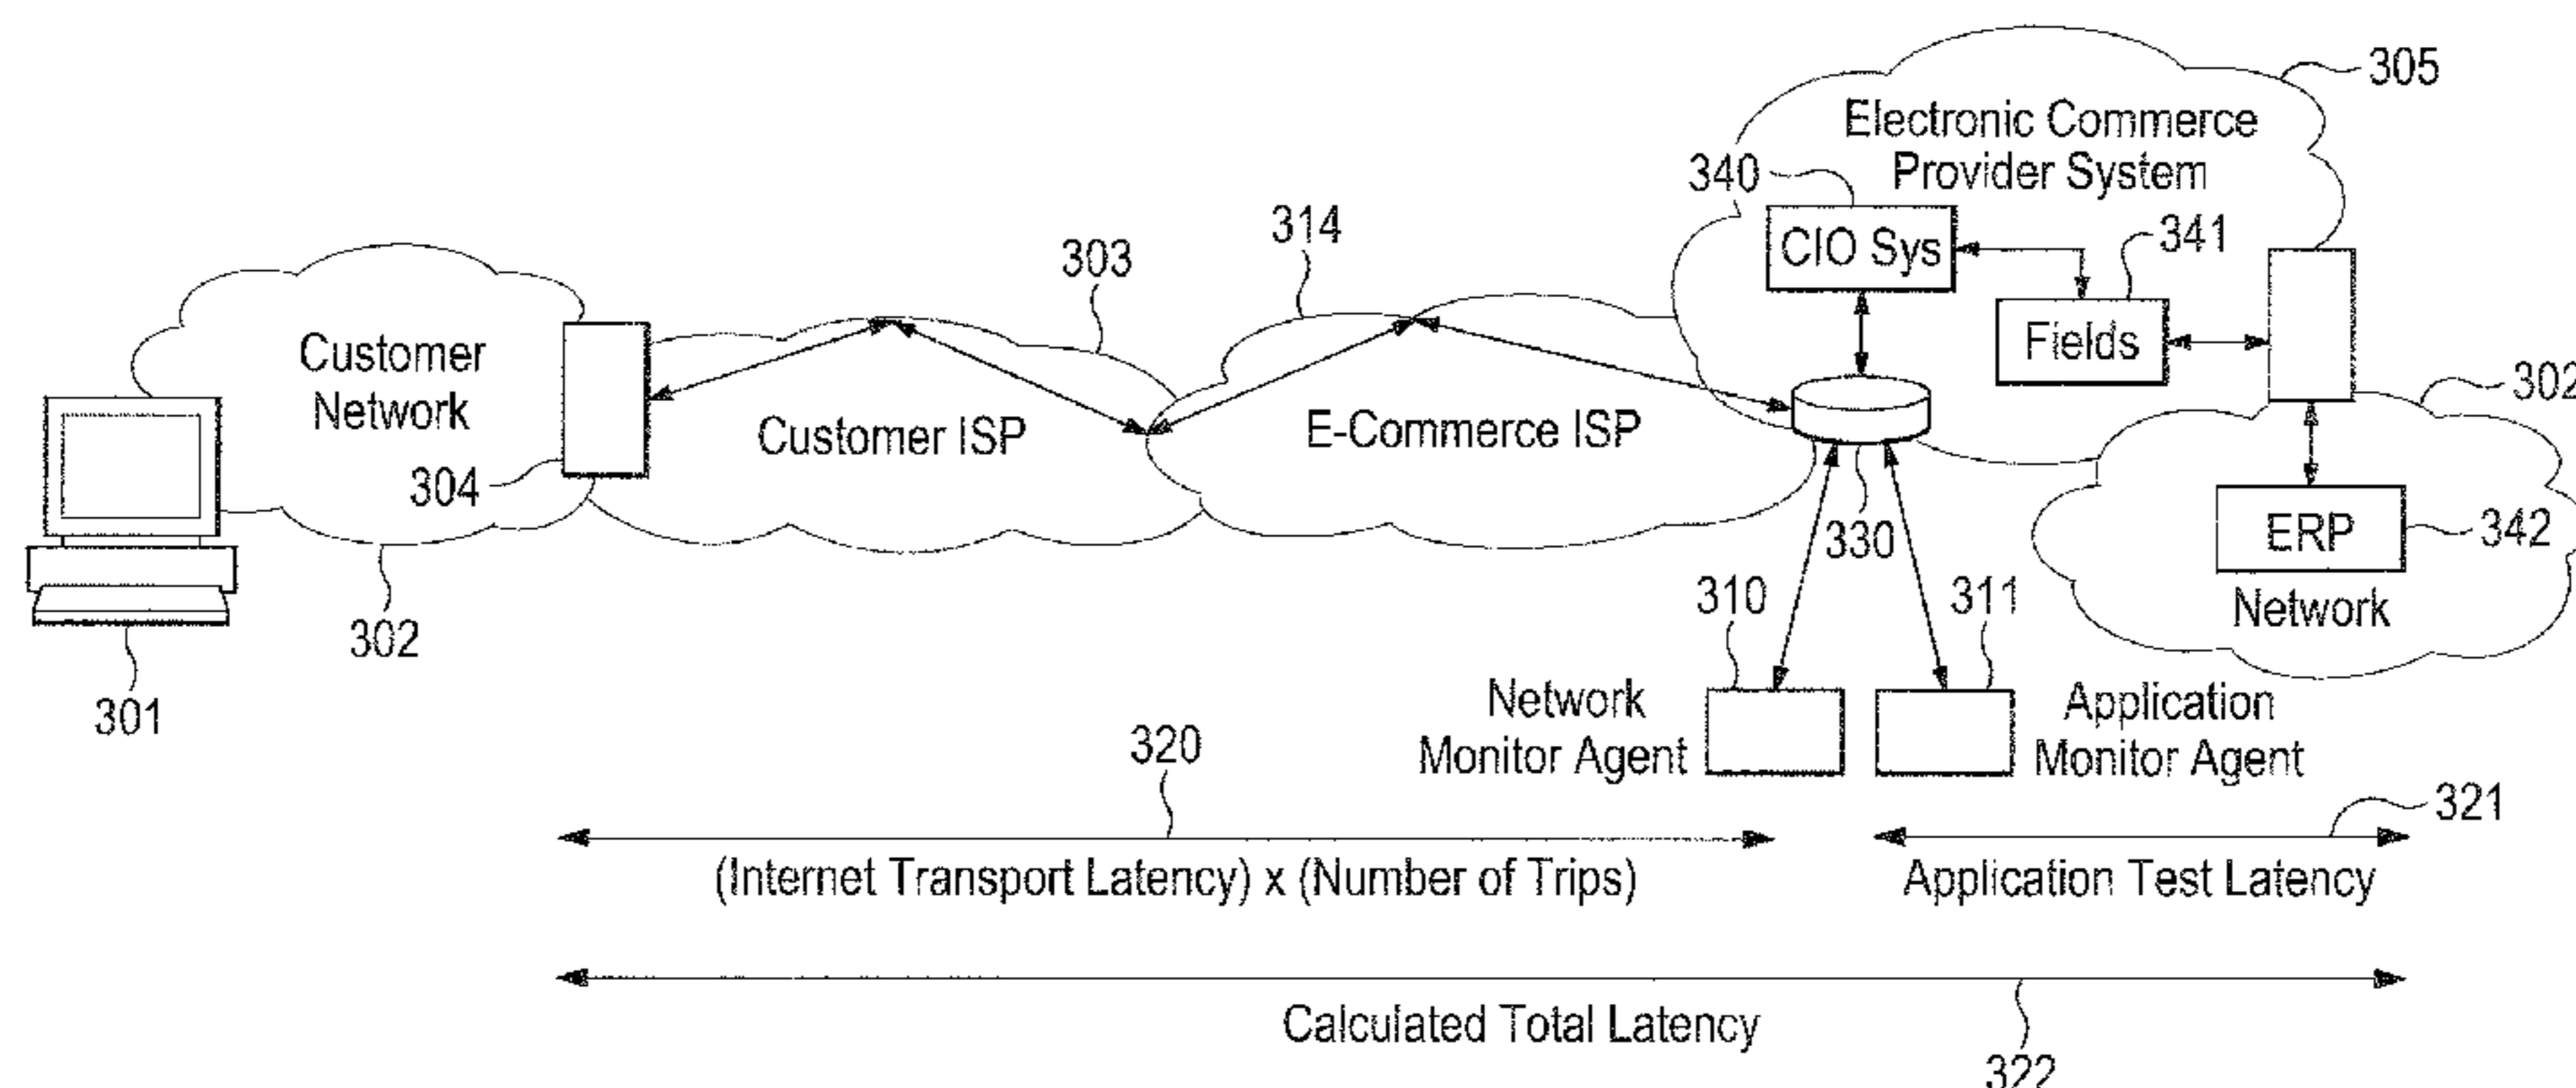 305
Electronic Commerce
Provider System
340
CIO Sys
341
Fields
314
303
Customer
Network
304
Customer ISP
E-Commerce ISP
302
330
ERP
342
Network
302
301
310
311
Network
Monitor Agent
Application
Monitor Agent
320
321
(Internet Transport Latency) x (Number of Trips)
Application Test Latency
Calculated Total Latency
322